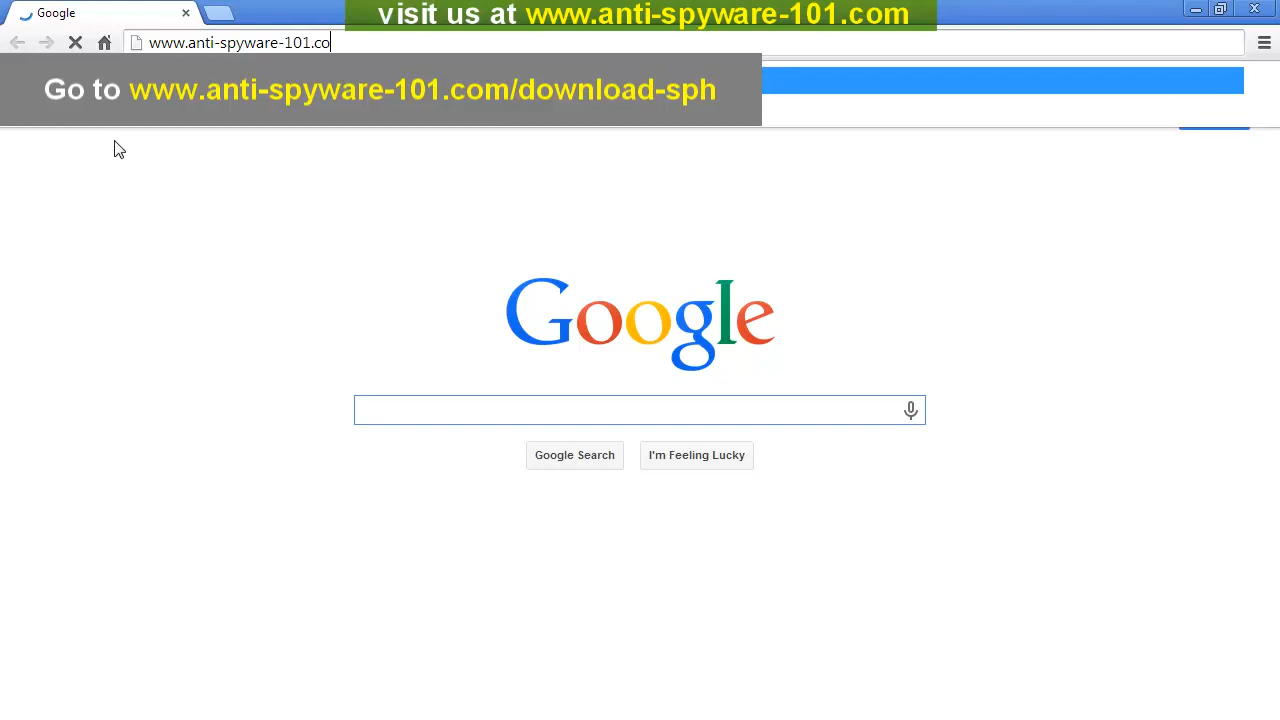 visit us at www.anti-spyware-101.com
Google
www.anti-spyware-101.co
Go to www.anti-spyware-101.com/download-sph
Google
Google Search
I'm Feeling Lucky